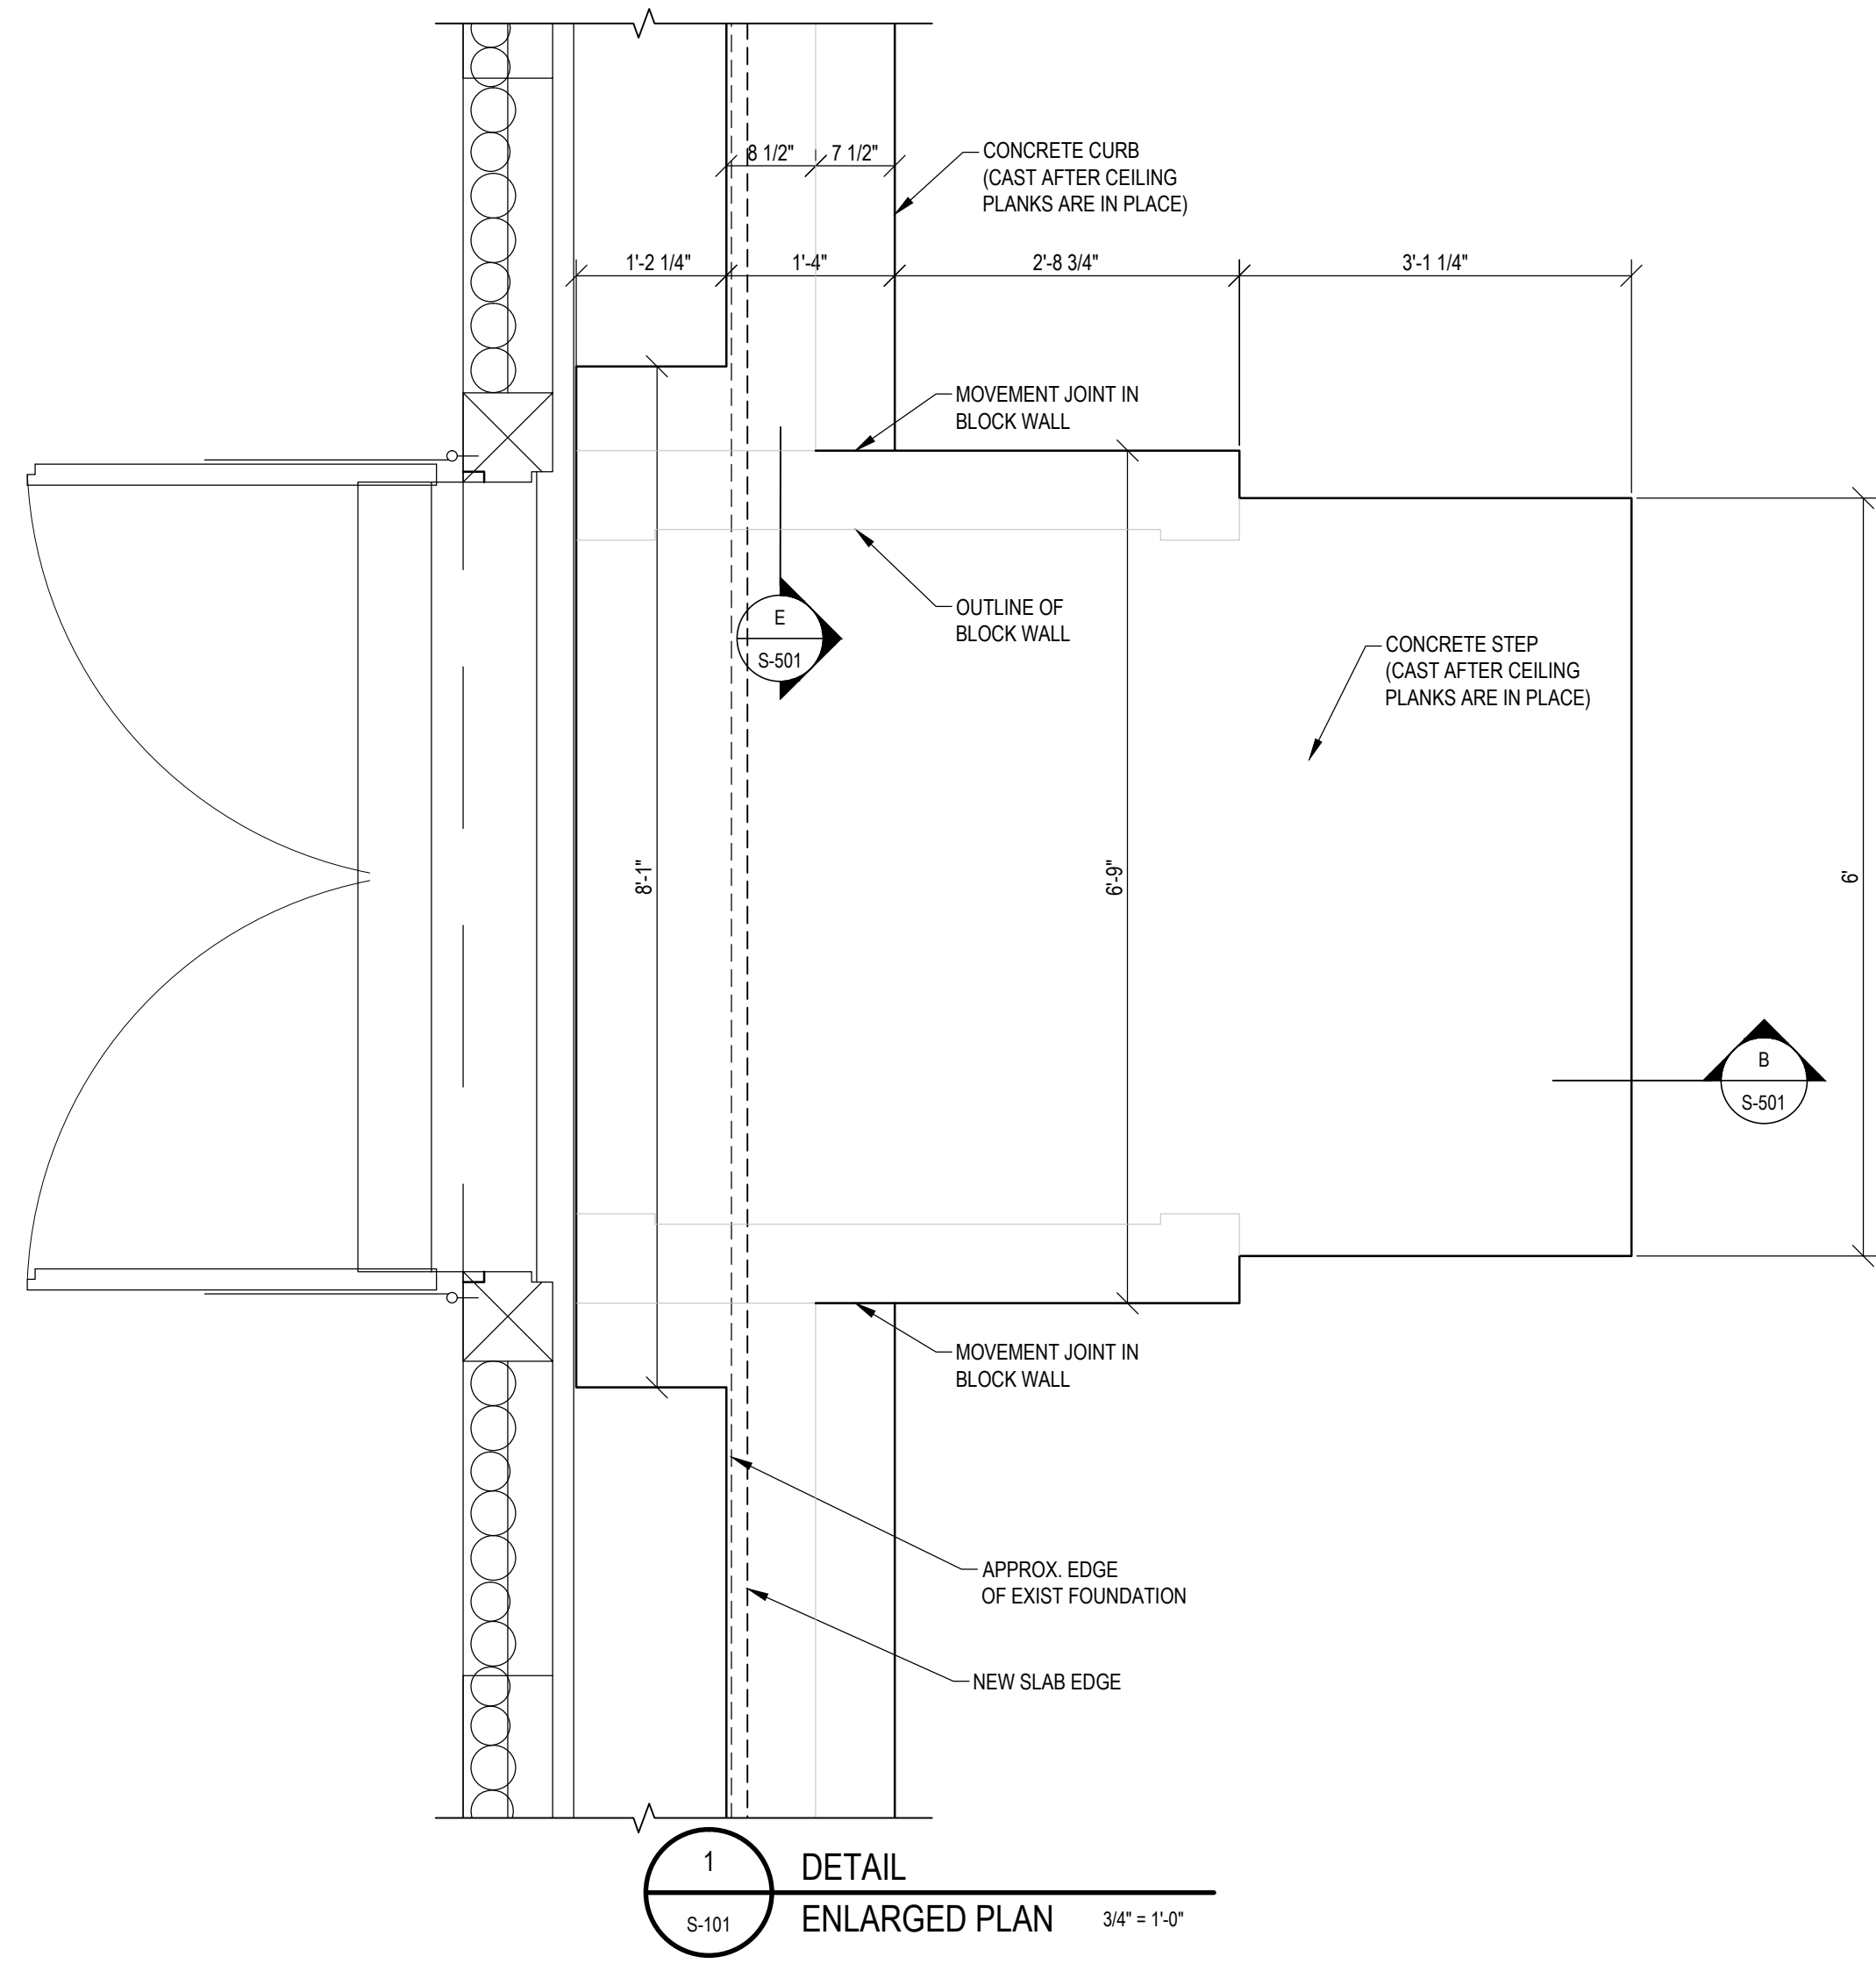 8 1/2" 7 1/2"
CONCRETE CURB
(CAST AFTER CEILING
PLANKS ARE IN PLACE)
1'-2 1/4" 1'-4" 2'-8 3/4" 3'-1 1/4"
MOVEMENT JOINT IN
BLOCK WALL
OUTLINE OF
BLOCK WALL
E
S-501
CONCRETE STEP
(CAST AFTER CEILING
PLANKS ARE IN PLACE)
8'-1"
6'-9"
6'
B
S-501
MOVEMENT JOINT IN
BLOCK WALL
APPROX. EDGE
OF EXIST FOUNDATION
NEW SLAB EDGE
1
S-101
DETAIL
ENLARGED PLAN 3/4" = 1'-0"